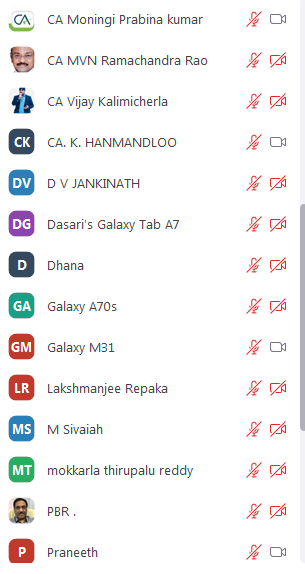 CA CA Moningi Prabina kumar
CA MVN Ramachandra Rao
CA Vijay Kalimicherla
CK CA. K. HANMANDLOO
DV D V JANKINATH
DG Dasari's Galaxy Tab A7
D Dhana
GA Galaxy A70s
GM Galaxy M31
LR Lakshmanjee Repaka
MS M Sivaiah
MT mokkarla thirupalu reddy
PBR .
P Praneeth